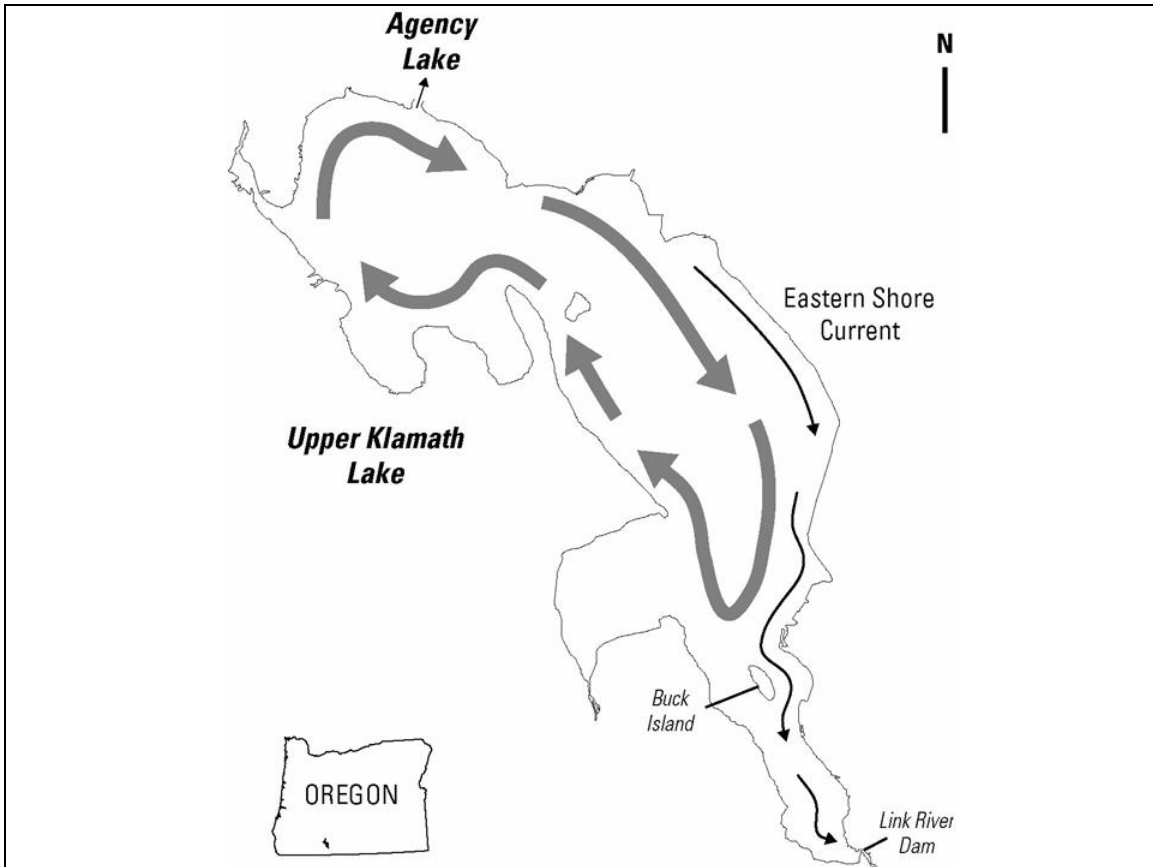 Agency
Lake
N
Eastern Shore
Current
Upper Klamath
Lake
Buck
Island
OREGON
Link River
Dam